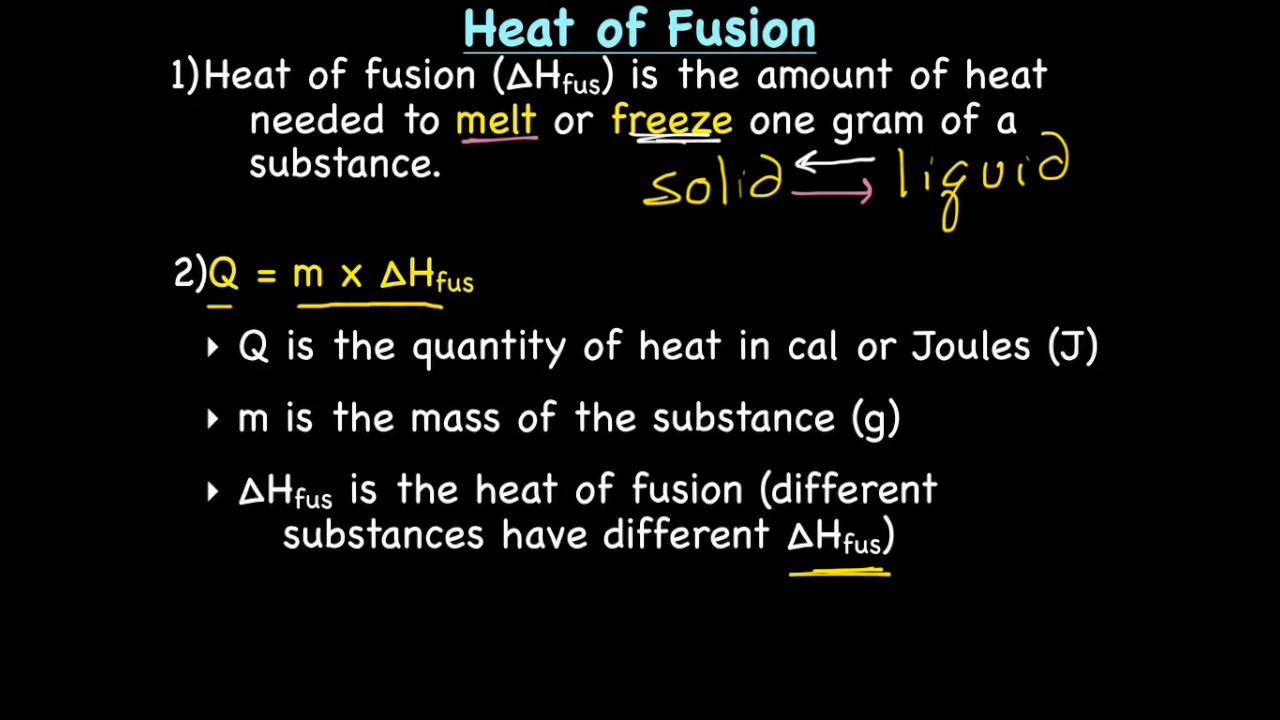 Heat of Fusion
1)Heat of fusion (ΔHfus) is the amount of heat
needed to melt or freeze one gram of a
substance.
solid liquid
2)Q = m x ΔHfus
‣ Q is the quantity of heat in cal or Joules (J)
‣ m is the mass of the substance (g)
‣ ΔHfus is the heat of fusion (different
substances have different ΔHfus)